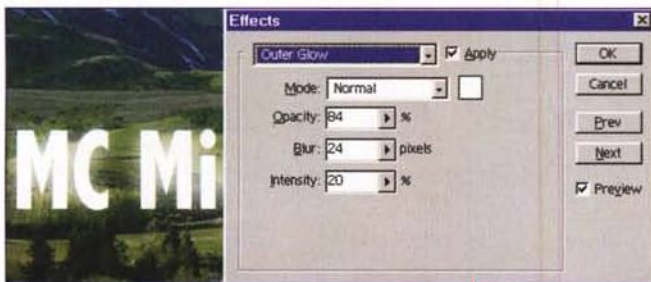 Effects
Outer Glow
Apply
OK
Mode: Normal
Cancel
Opacity: 84 %
Prev
Blur: 24 pixels
Next
Intensity: 20 %
Preview
MC Mi